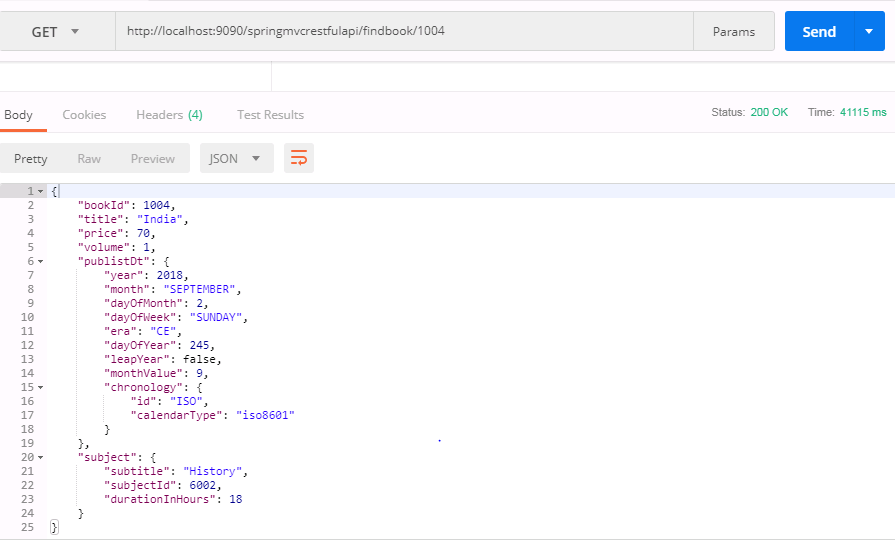 GET http://localhost:9090/springmvcrestfulapi/findbook/1004 Params Send
Body Cookies Headers (4) Test Results Status: 200 OK Time: 41115 ms
Pretty Raw Preview JSON
1 {
2 "bookId": 1004,
3 "title": "India",
4 "price": 70,
5 "volume": 1,
6 "publistDt": {
7 "year": 2018,
8 "month": "SEPTEMBER",
9 "dayOfMonth": 2,
10 "dayOfWeek": "SUNDAY",
11 "era": "CE",
12 "dayOfYear": 245,
13 "leapYear": false,
14 "monthValue": 9,
15 "chronology": {
16 "id": "ISO",
17 "calendarType": "iso8601"
18 }
19 },
20 "subject": {
21 "subtitle": "History",
22 "subjectId": 6002,
23 "durationInHours": 18
24 }
25 }